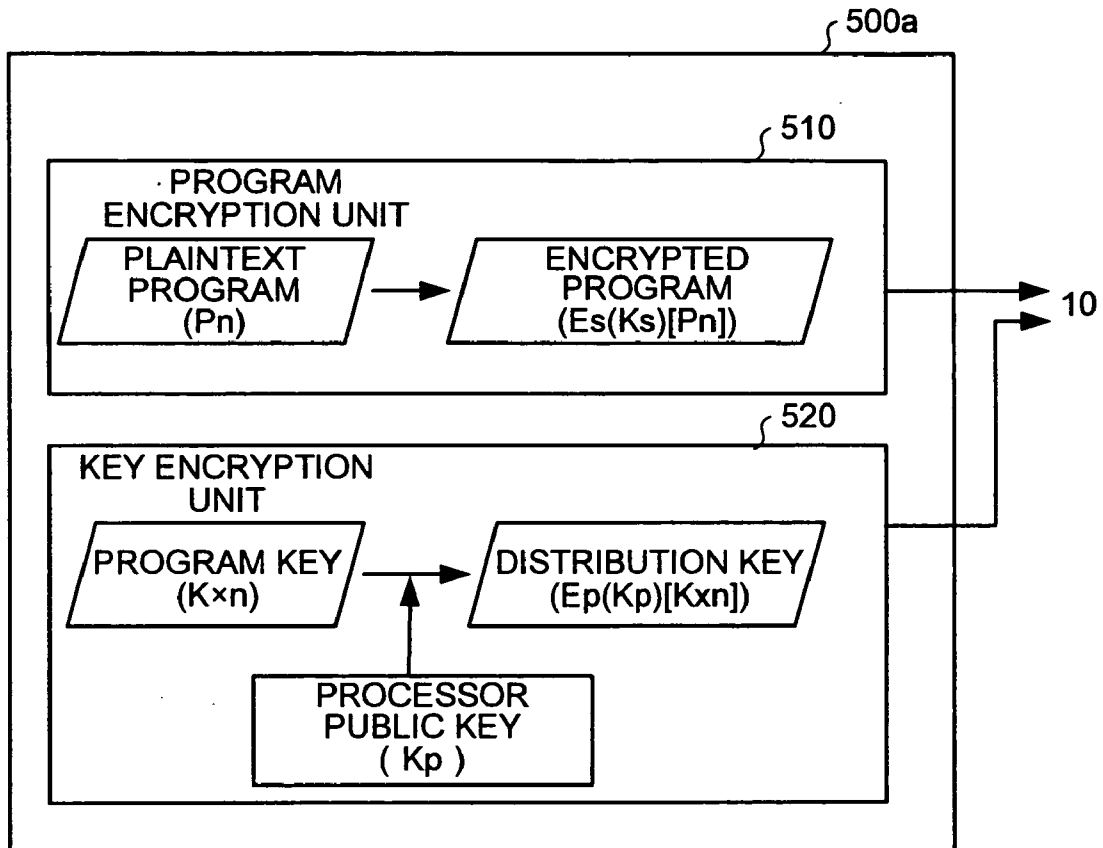 500a
510
PROGRAM
ENCRYPTION UNIT
PLAINTEXT
PROGRAM
(Pn)
ENCRYPTED
PROGRAM
(Es(Ks)[Pn])
10
520
KEY ENCRYPTION
UNIT
PROGRAM KEY
(K×n)
DISTRIBUTION KEY
(Ep(Kp)[Kxn])
PROCESSOR
PUBLIC KEY
( Kp )